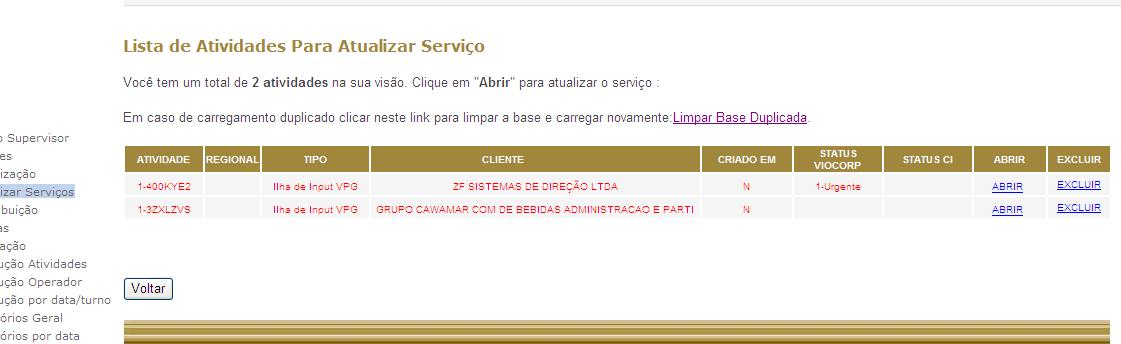 Lista de Atividades Para Atualizar Serviço
Você tem um total de 2 atividades na sua visão. Clique em "Abrir" para atualizar o serviço :
Em caso de carregamento duplicado clicar neste link para limpar a base e carregar novamente:Limpar Base Duplicada.
o Supervisor
es
ização
izar Serviços
buição
as
ação
ução Atividades
ução Operador
ução por data/turno
órios Geral
órios por data
ATIVIDADE REGIONAL TIPO CLIENTE CRIADO EM STATUS VIOCORP STATUS CI ABRIR EXCLUIR
1-400KYE2 Ilha de Input VPG ZF SISTEMAS DE DIREÇÃO LTDA N 1-Urgente ABRIR EXCLUIR
1-3ZXLZVS Ilha de Input VPG GRUPO CAWAMAR COM DE BEBIDAS ADMINISTRACAO E PARTI N ABRIR EXCLUIR
Voltar